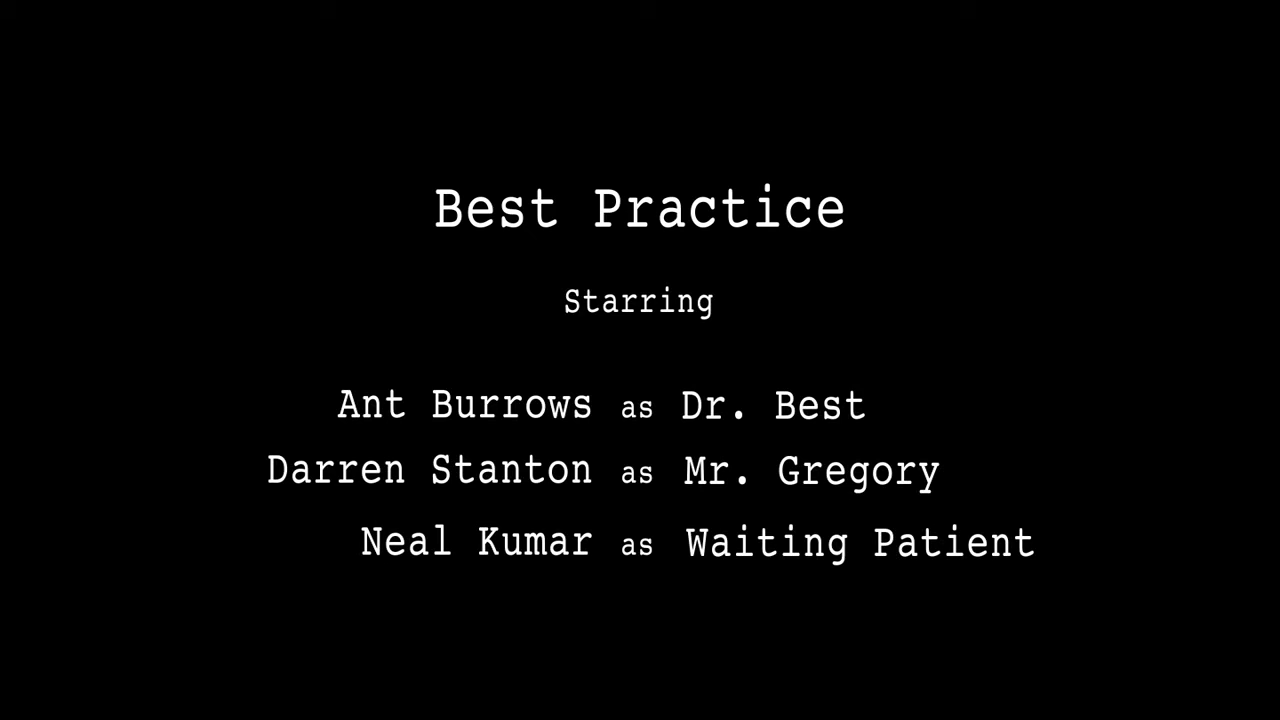 Best Practice
Starring
Ant Burrows as Dr. Best
Darren Stanton as Mr. Gregory
Neal Kumar as Waiting Patient